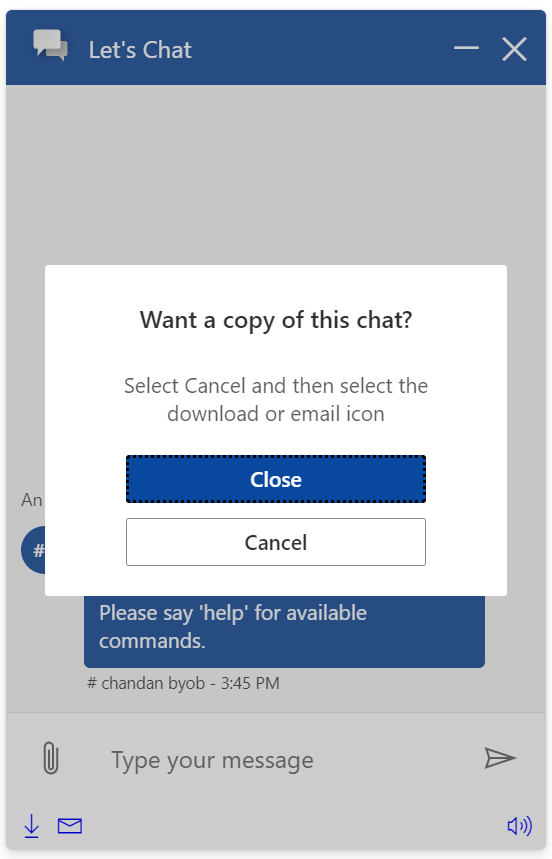 Let's Chat
Want a copy of this chat?
Select Cancel and then select the
download or email icon
Close
Cancel
An
#
Please say 'help' for available
commands.
# chandan byob - 3:45 PM
Type your message